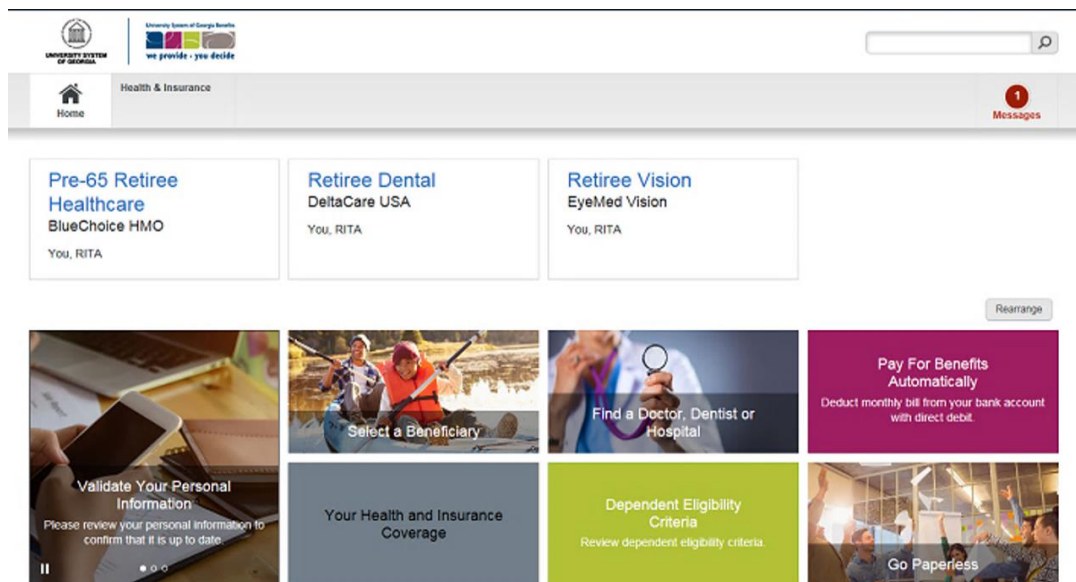 University System of Georgia Benefits
UNIVERSITY SYSTEM
OF GEORGIA
we provide - you decide
Home
Health & Insurance
1
Messages
Pre-65 Retiree
Healthcare
BlueChoice HMO
You, RITA
Retiree Dental
DeltaCare USA
You, RITA
Retiree Vision
EyeMed Vision
You, RITA
Rearrange
Validate Your Personal
Information
Please review your personal information to
confirm that it is up to date.
Select a Beneficiary
Find a Doctor, Dentist or
Hospital
Pay For Benefits
Automatically
Deduct monthly bill from your bank account
with direct debit.
Your Health and Insurance
Coverage
Dependent Eligibility
Criteria
Review dependent eligibility criteria.
Go Paperless